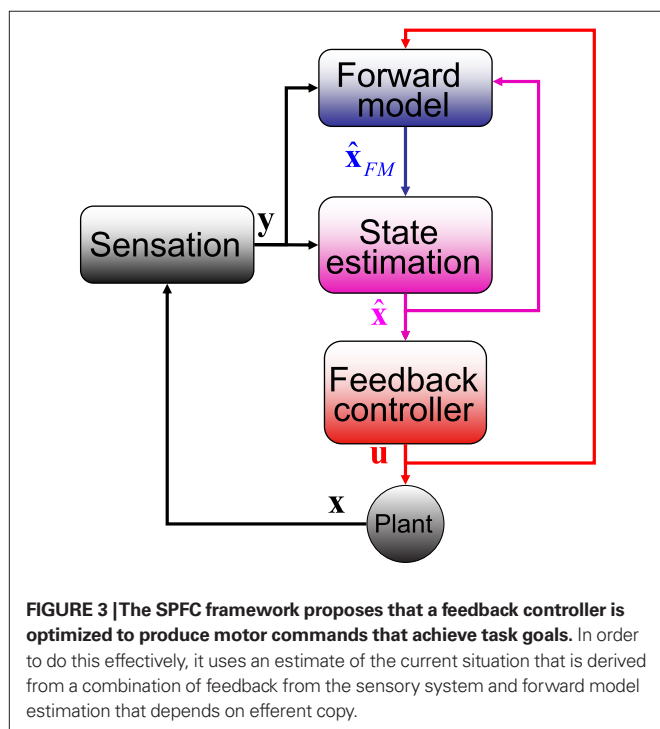 Forward
model
x̂FM
y
Sensation
State
estimation
x̂
Feedback
controller
u
x
Plant
FIGURE 3 | The SPFC framework proposes that a feedback controller is
optimized to produce motor commands that achieve task goals. In order
to do this effectively, it uses an estimate of the current situation that is derived
from a combination of feedback from the sensory system and forward model
estimation that depends on efferent copy.